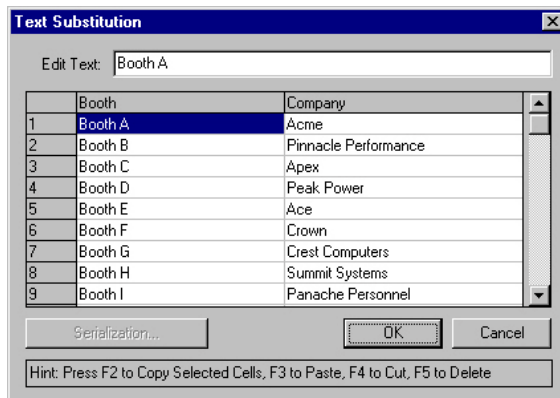 Text Substitution
Edit Text: Booth A
Booth Company
1 Booth A Acme
2 Booth B Pinnacle Performance
3 Booth C Apex
4 Booth D Peak Power
5 Booth E Ace
6 Booth F Crown
7 Booth G Crest Computers
8 Booth H Summit Systems
9 Booth I Panache Personnel
Serialization... OK Cancel
Hint: Press F2 to Copy Selected Cells, F3 to Paste, F4 to Cut, F5 to Delete